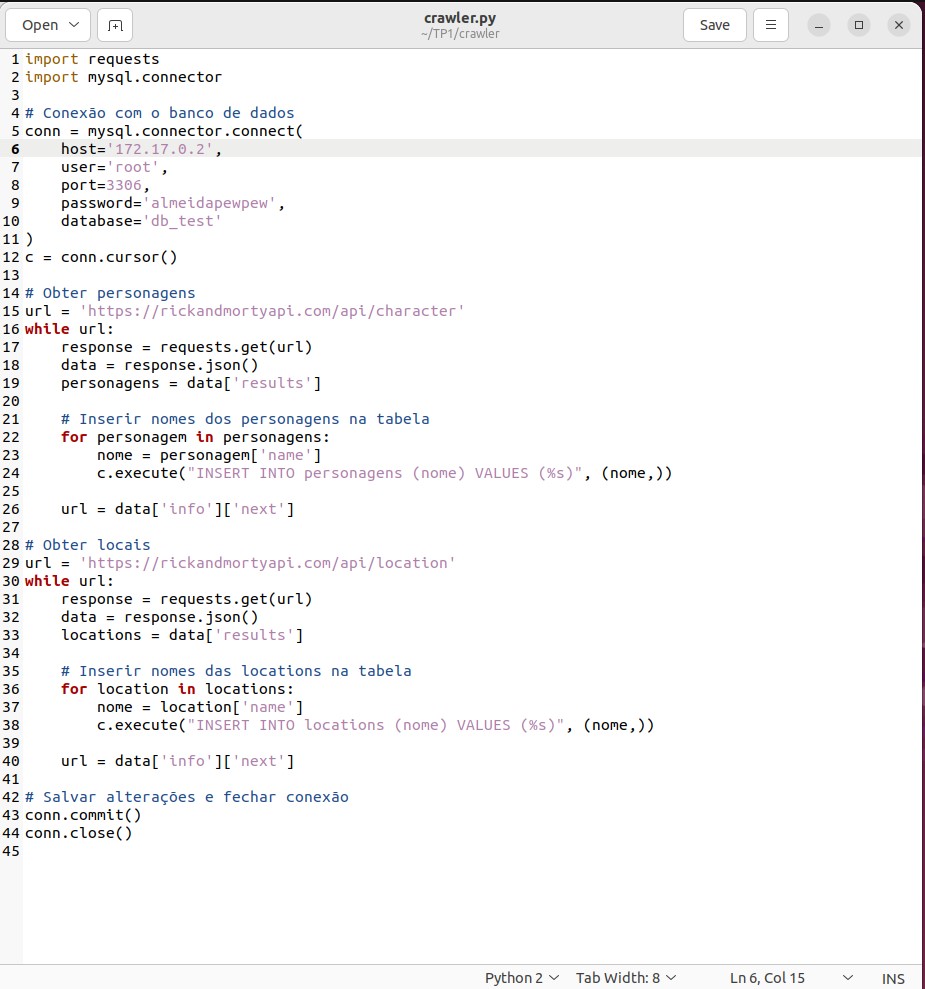 Open
crawler.py
~/TP1/crawler
Save
1 import requests
2 import mysql.connector
3
4 # Conexão com o banco de dados
5 conn = mysql.connector.connect(
6     host='172.17.0.2',
7     user='root',
8     port=3306,
9     password='almeidapewpew',
10     database='db_test'
11 )
12 c = conn.cursor()
13
14 # Obter personagens
15 url = 'https://rickandmortyapi.com/api/character'
16 while url:
17     response = requests.get(url)
18     data = response.json()
19     personagens = data['results']
20
21     # Inserir nomes dos personagens na tabela
22     for personagem in personagens:
23         nome = personagem['name']
24         c.execute("INSERT INTO personagens (nome) VALUES (%s)", (nome,))
25
26     url = data['info']['next']
27
28 # Obter locais
29 url = 'https://rickandmortyapi.com/api/location'
30 while url:
31     response = requests.get(url)
32     data = response.json()
33     locations = data['results']
34
35     # Inserir nomes das locations na tabela
36     for location in locations:
37         nome = location['name']
38         c.execute("INSERT INTO locations (nome) VALUES (%s)", (nome,))
39
40     url = data['info']['next']
41
42 # Salvar alterações e fechar conexão
43 conn.commit()
44 conn.close()
45
Python 2 Tab Width: 8 Ln 6, Col 15 INS